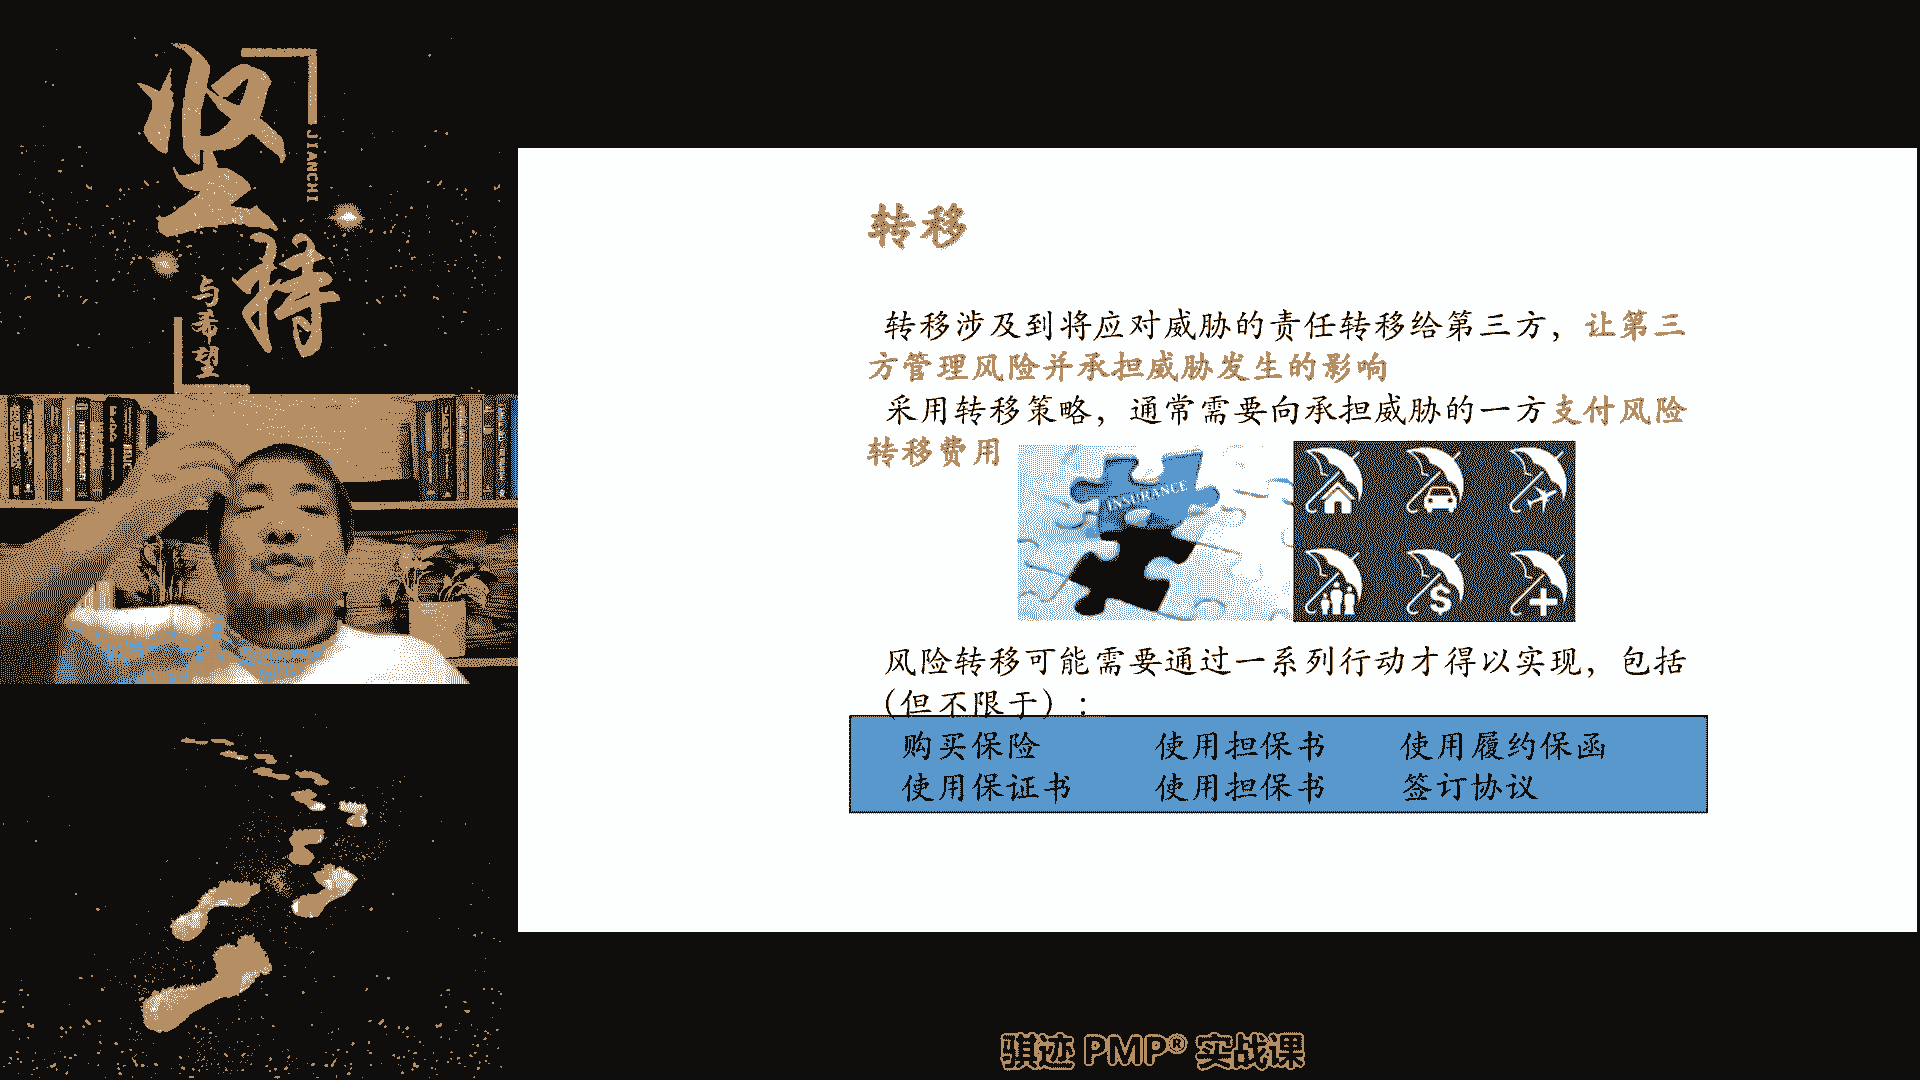 坚持
JIANCHI
与希望
转移
转移涉及到将应对威胁的责任转移给第三方，让第三
方管理风险并承担威胁发生的影响
采用转移策略，通常需要向承担威胁的一方支付风险
转移费用
INSURANCE
$
风险转移可能需要通过一系列行动才得以实现，包括
（但不限于）：
购买保险 使用担保书 使用履约保函
使用保证书 使用担保书 签订协议
骐迹 PMP® 实战课